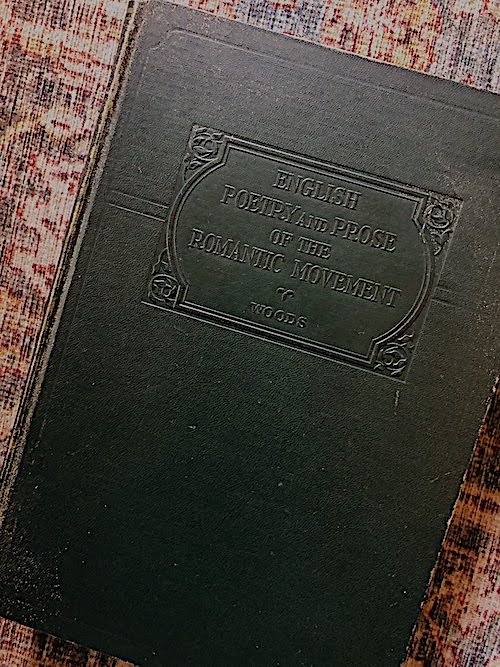 ENGLISH
POETRY AND PROSE
OF THE
ROMANTIC MOVEMENT
WOODS